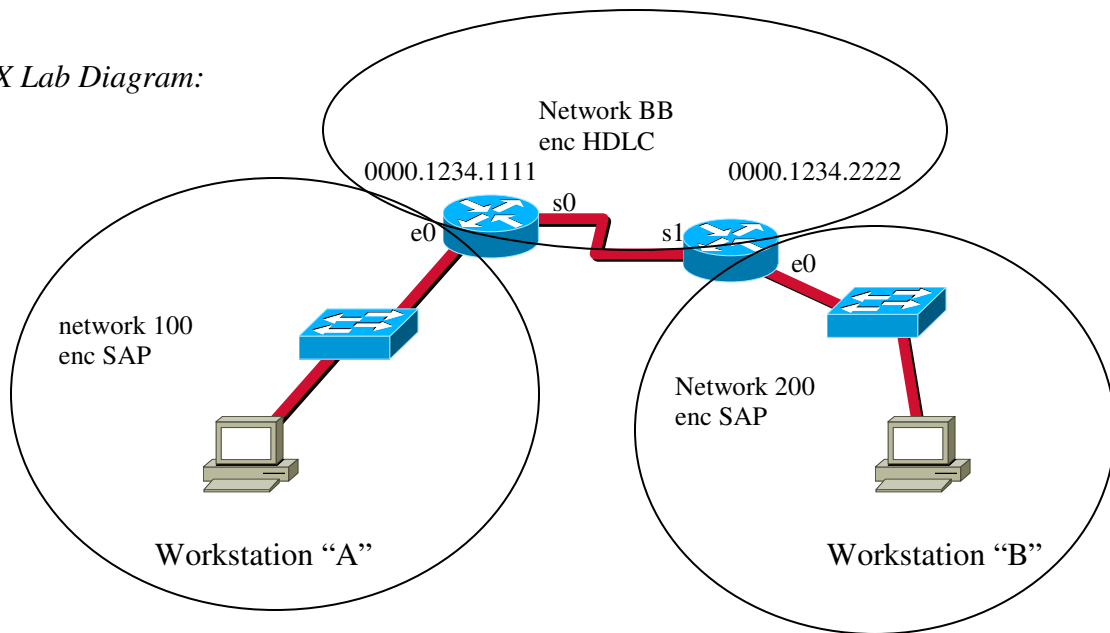 X Lab Diagram:
Network BB
enc HDLC
0000.1234.1111
0000.1234.2222
s0
e0
s1
e0
network 100
enc SAP
Network 200
enc SAP
Workstation “A”
Workstation “B”